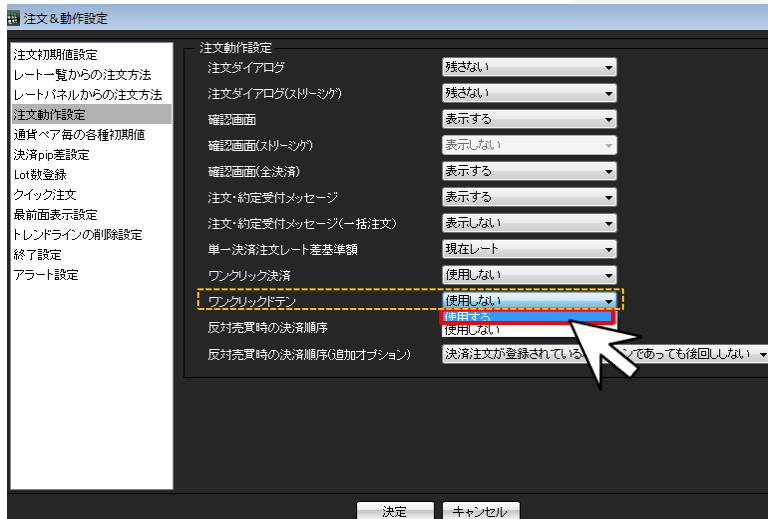 注文&動作設定
注文初期値設定
レート一覧からの注文方法
レートパネルからの注文方法
注文動作設定
通貨ペア毎の各種初期値
決済pip差設定
Lot数登録
クイック注文
最前面表示設定
トレンドラインの削除設定
終了設定
アラート設定
注文動作設定
注文ダイアログ 残さない
注文ダイアログ(ストリーミング) 残さない
確認画面 表示する
確認画面(ストリーミング) 表示しない
確認画面(全決済) 表示する
注文・約定受付メッセージ 表示する
注文・約定受付メッセージ(一括注文) 表示しない
単一決済注文レート差基準額 現在レート
ワンクリック決済 使用しない
ワンクリックドテン 使用しない
使用する
反対売買時の決済順序 使用しない
反対売買時の決済順序(追加オプション) 決済注文が登録されている であっても後回ししない
決定 キャンセル